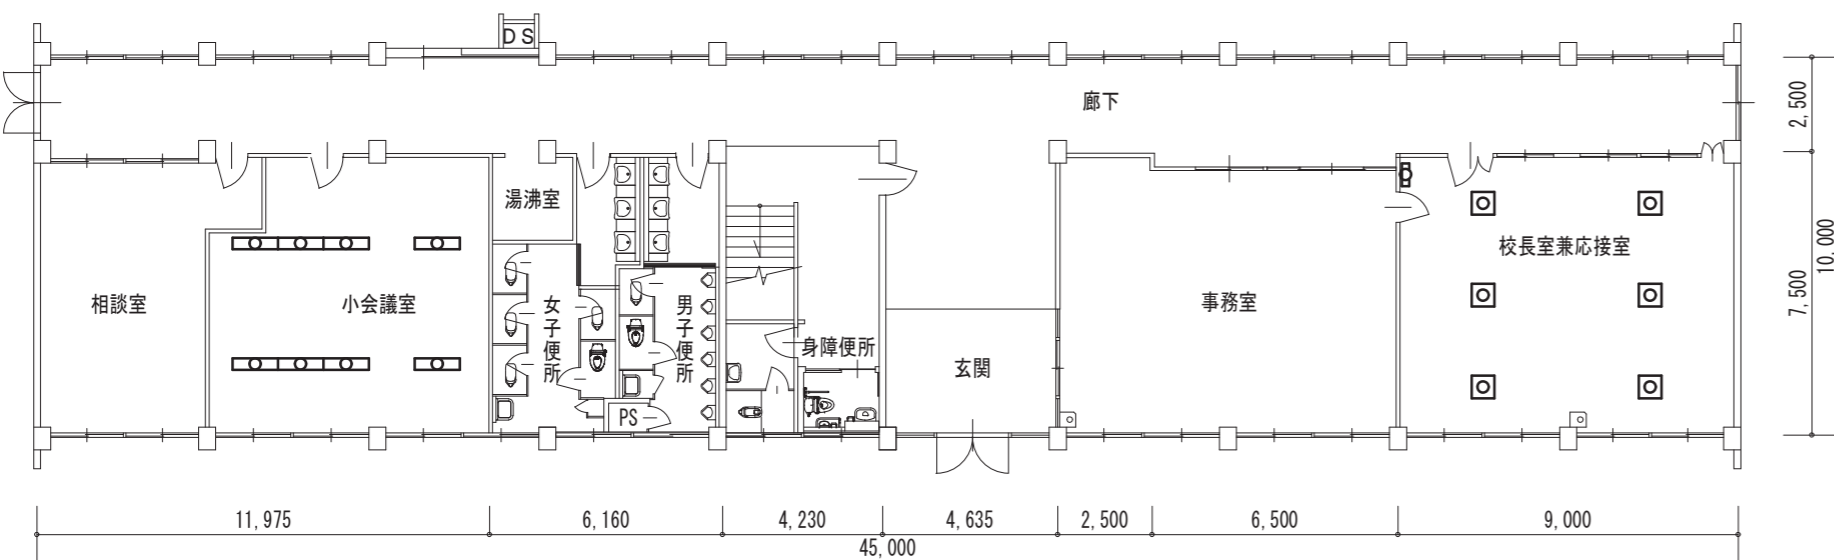 DS
廊下
2,500
湯沸室
校長室兼応接室
10,000
相談室
小会議室
女子便所
男子便所
事務室
7,500
身障便所
玄関
PS
11,975
6,160
4,230
4,635
2,500
6,500
9,000
45,000